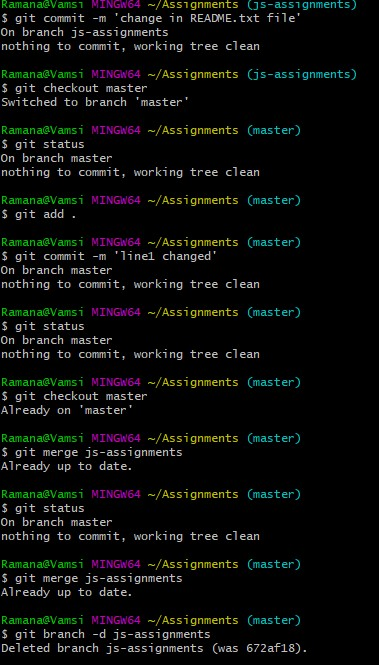 Ramana@Vamsi MINGW64 ~/Assignments (js-assignments)
$ git commit -m 'change in README.txt file'
On branch js-assignments
nothing to commit, working tree clean
Ramana@Vamsi MINGW64 ~/Assignments (js-assignments)
$ git checkout master
Switched to branch 'master'
Ramana@Vamsi MINGW64 ~/Assignments (master)
$ git status
On branch master
nothing to commit, working tree clean
Ramana@Vamsi MINGW64 ~/Assignments (master)
$ git add .
Ramana@Vamsi MINGW64 ~/Assignments (master)
$ git commit -m 'line1 changed'
On branch master
nothing to commit, working tree clean
Ramana@Vamsi MINGW64 ~/Assignments (master)
$ git status
On branch master
nothing to commit, working tree clean
Ramana@Vamsi MINGW64 ~/Assignments (master)
$ git checkout master
Already on 'master'
Ramana@Vamsi MINGW64 ~/Assignments (master)
$ git merge js-assignments
Already up to date.
Ramana@Vamsi MINGW64 ~/Assignments (master)
$ git status
On branch master
nothing to commit, working tree clean
Ramana@Vamsi MINGW64 ~/Assignments (master)
$ git merge js-assignments
Already up to date.
Ramana@Vamsi MINGW64 ~/Assignments (master)
$ git branch -d js-assignments
Deleted branch js-assignments (was 672af18).